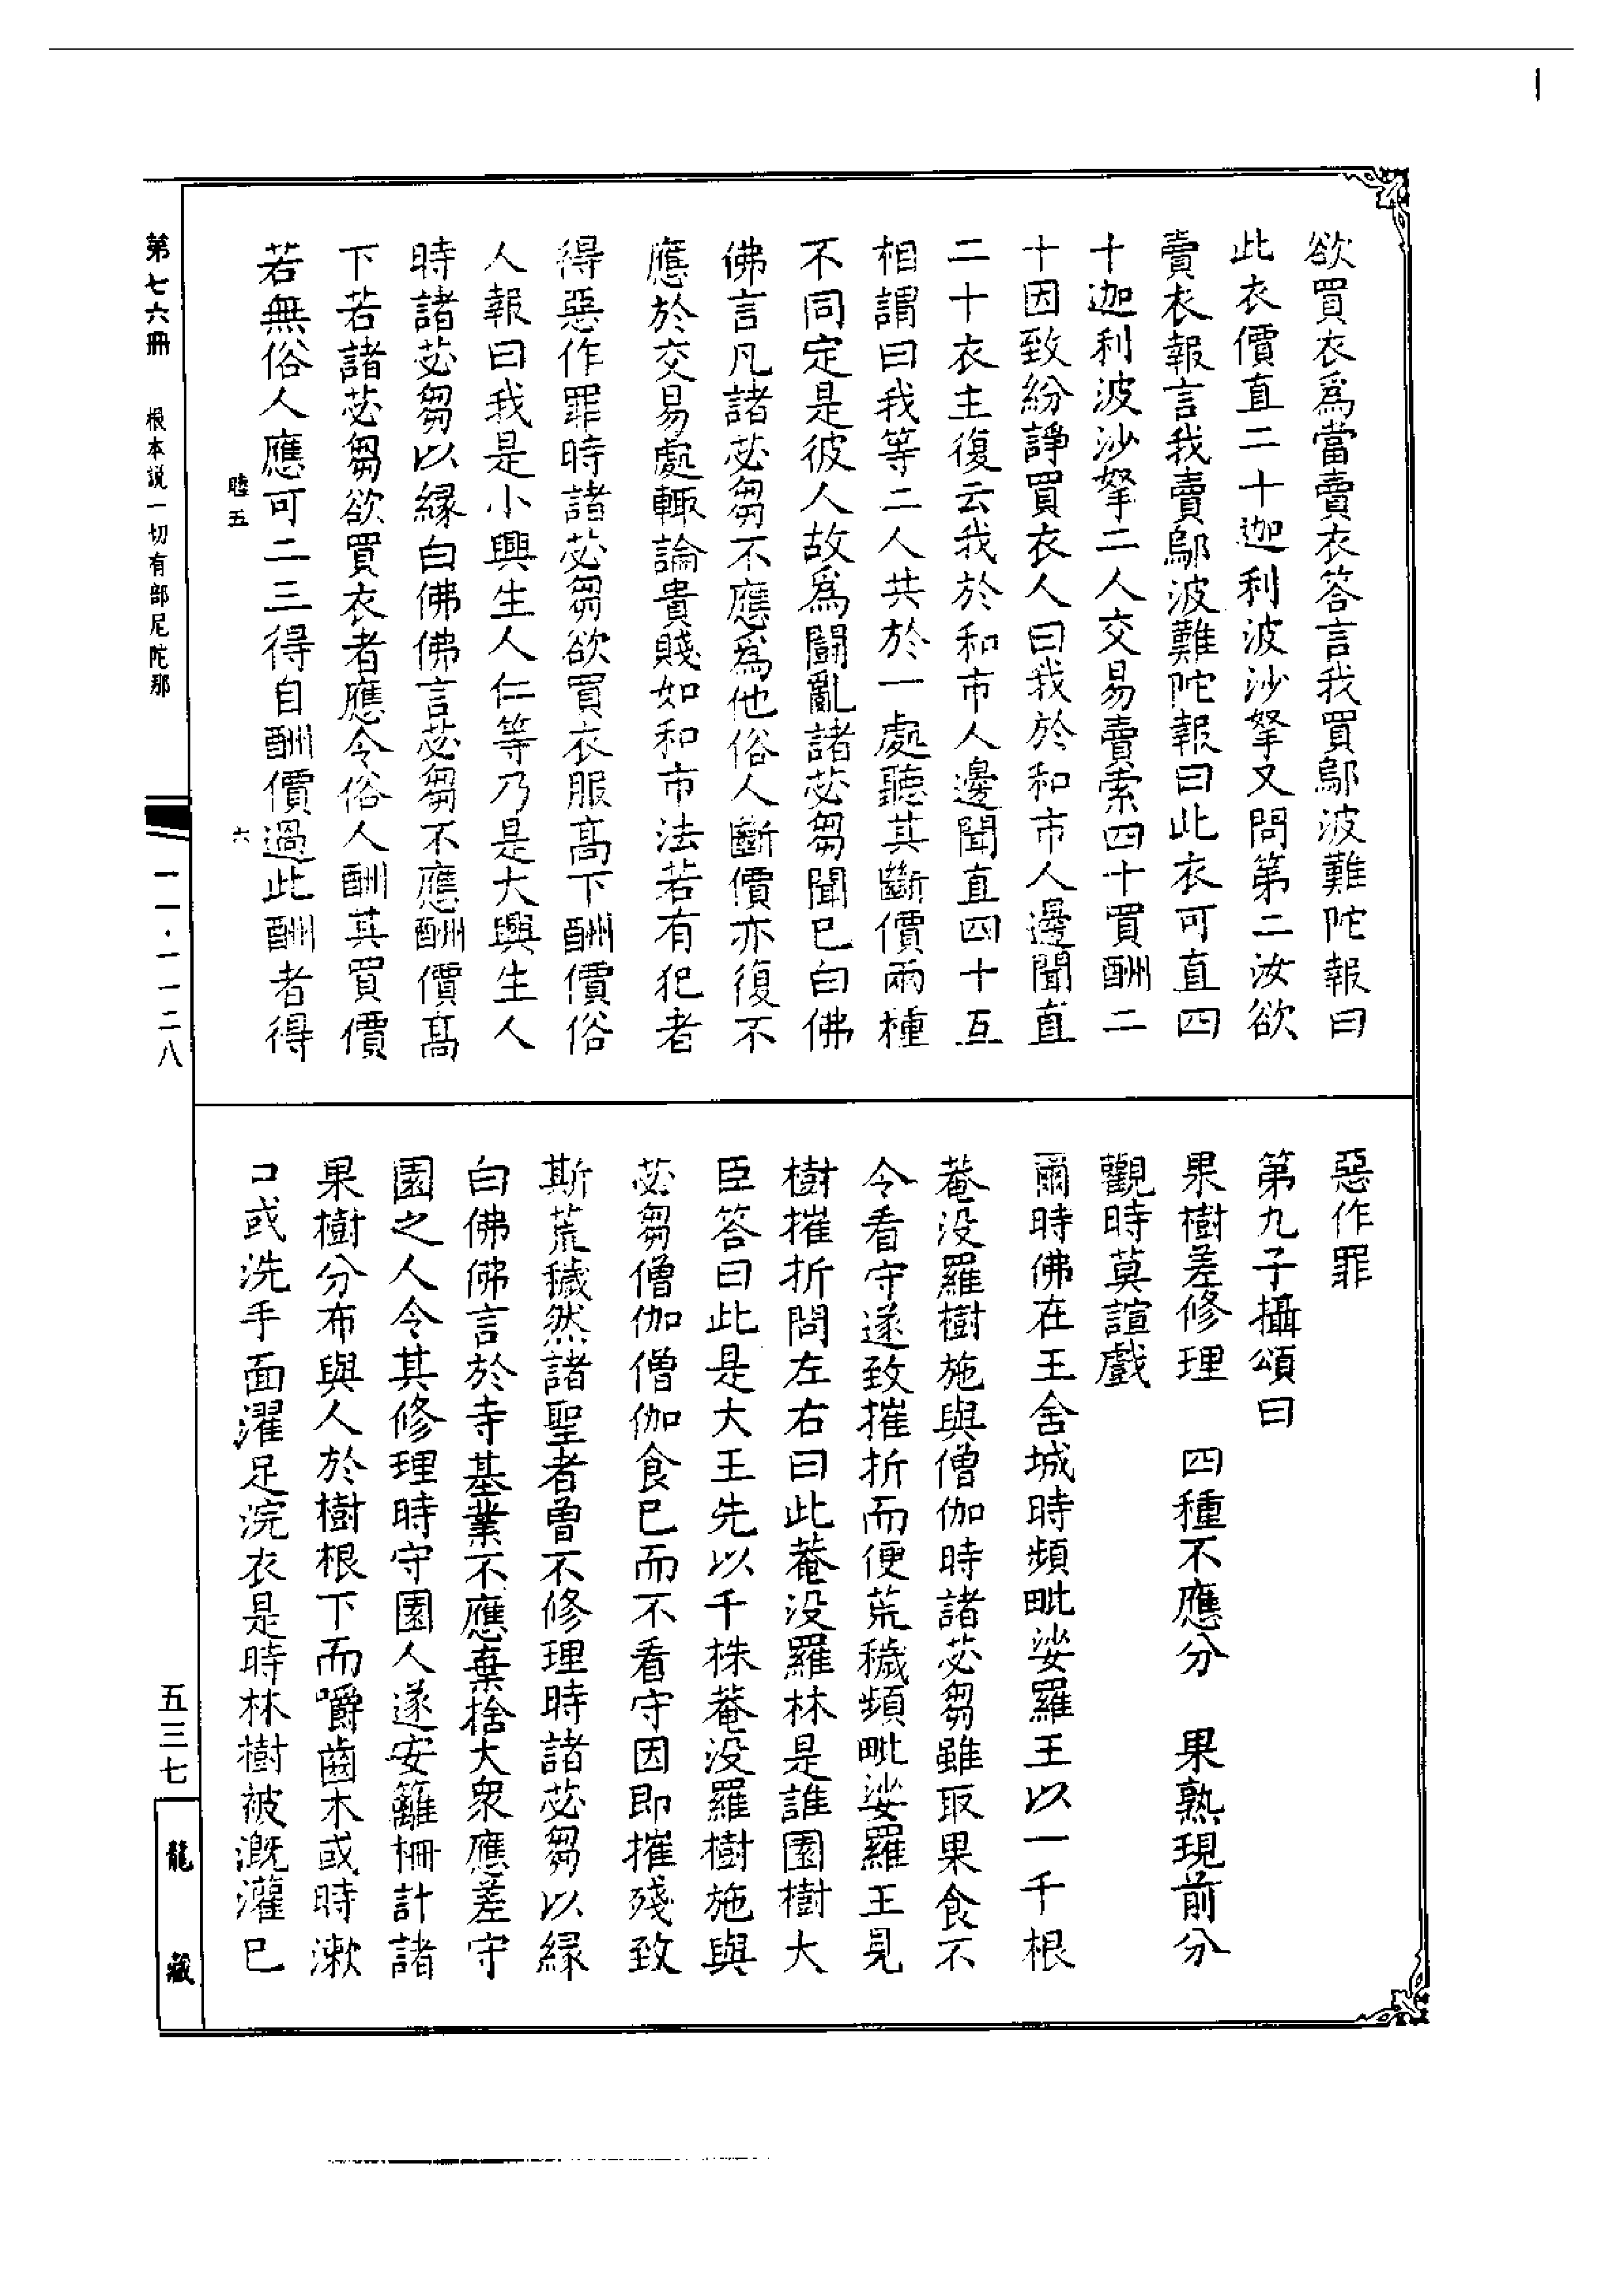 欲買衣爲當賣衣答言我買鄔波難陀報曰
此衣價直二十迦利波沙拏又問第二汝欲
賣衣報言我賣鄔波難陀報曰此衣可直四
十迦利波沙拏二人交易賣索四十買酬二
十因致紛諍買衣人曰我於和市人邊聞直
二十衣主復云我於和市人邊聞直四十互
相謂曰我等二人共於一處聽其斷價兩種
不同定是彼人故爲鬪亂諸苾芻聞已白佛
佛言凡諸苾芻不應爲他俗人斷價亦復不
應於交易處輙論貴賤如和市法若有犯者
得惡作罪時諸苾芻欲買衣服高下酬價俗
人報曰我是小興生人仁等乃是大興生人
時諸苾芻以縁白佛佛言苾芻不應酬價高
下若諸苾芻欲買衣者應令俗人酬其買價
若無俗人應可二三得自酬價過此酬者得
睦五
六
惡作罪
第九子攝頌曰
果樹差修理 四種不應分 果熟現前分
觀時莫諠戲
爾時佛在王舍城時頻毗娑羅王以一千根
菴没羅樹施與僧伽時諸苾芻雖取果食不
令看守遂致摧折而便荒穢頻毗娑羅王見
樹摧折問左右曰此菴没羅林是誰園樹大
臣答曰此是大王先以千株菴没羅樹施與
苾芻僧伽僧伽食已而不看守因即摧殘致
斯荒穢然諸聖者曾不修理時諸苾芻以縁
白佛佛言於寺基業不應棄捨大衆應差守
園之人令其修理時守園人遂安籬柵計諸
果樹分布與人於樹根下而嚼齒木或時漱
口或洗手面濯足浣衣是時林樹被溉灌已
第七六冊 根本説一切有部尼陀那
一一·一一二八
五三七
龍藏